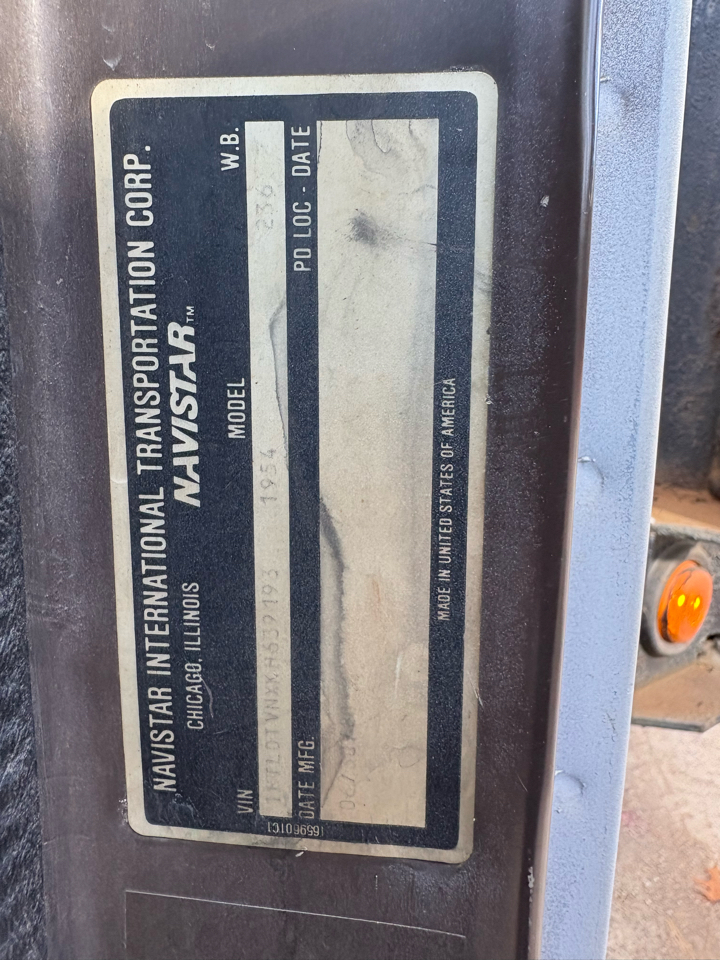 NAVISTAR INTERNATIONAL TRANSPORTATION CORP.
CHICAGO, ILLINOIS
NAVISTAR™
VIN MODEL W.B.
1954 236
DATE MFG. PD LOC - DATE
MADE IN UNITED STATES OF AMERICA
1659601C1